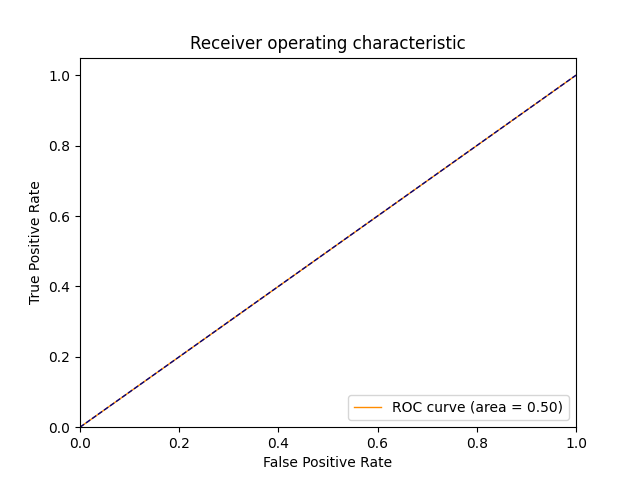 Receiver operating characteristic
True Positive Rate
1.0
0.8
0.6
0.4
0.2
0.0
ROC curve (area = 0.50)
0.0 0.2 0.4 0.6 0.8 1.0
False Positive Rate